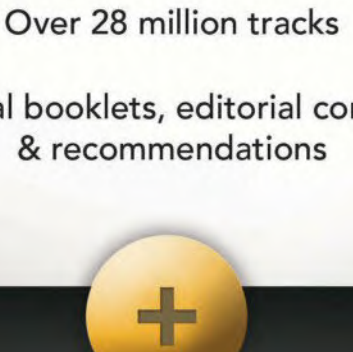 Over 28 million tracks
booklets, editorial
& recommendations
+